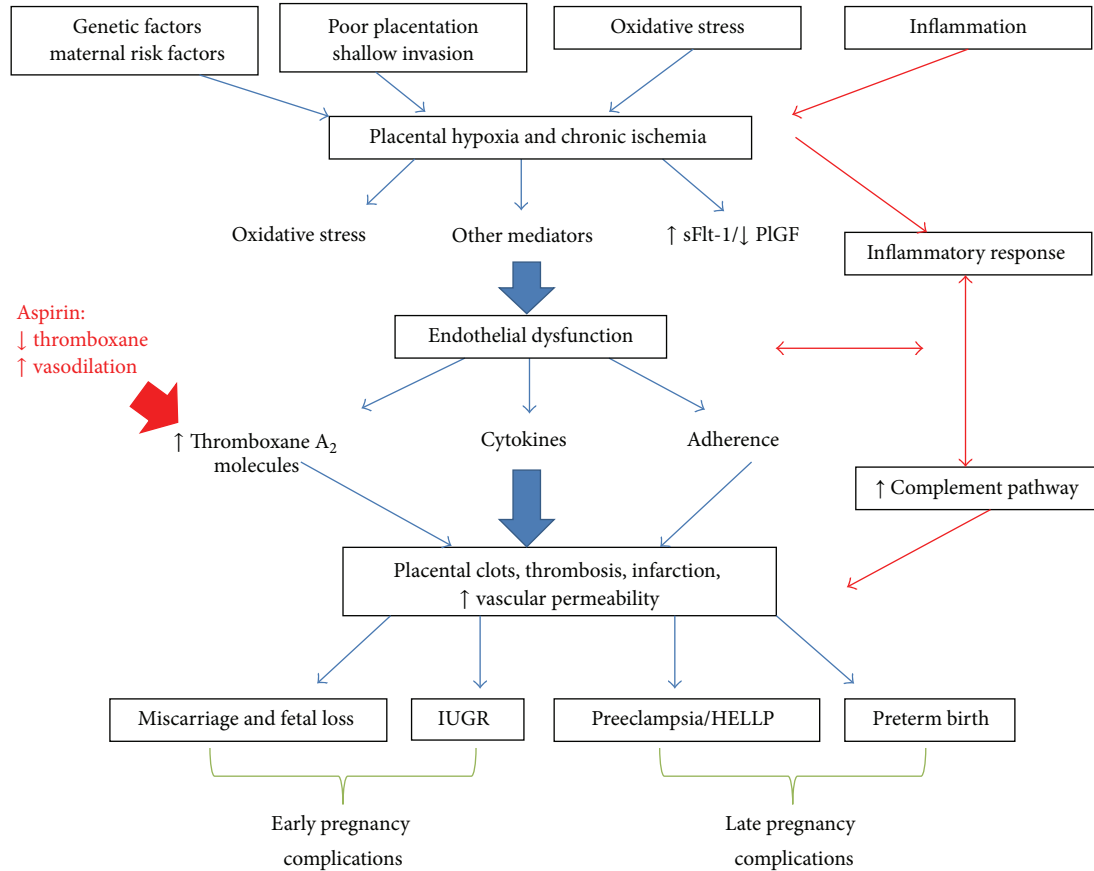 Genetic factors
maternal risk factors
Poor placentation
shallow invasion
Oxidative stress
Inflammation
Placental hypoxia and chronic ischemia
Oxidative stress
Other mediators
↑ sFlt-1/↓ PlGF
Inflammatory response
Aspirin:
↓ thromboxane
↑ vasodilation
Endothelial dysfunction
↑ Thromboxane A₂
molecules
Cytokines
Adherence
↑ Complement pathway
Placental clots, thrombosis, infarction,
↑ vascular permeability
Miscarriage and fetal loss
IUGR
Preeclampsia/HELLP
Preterm birth
Early pregnancy
complications
Late pregnancy
complications